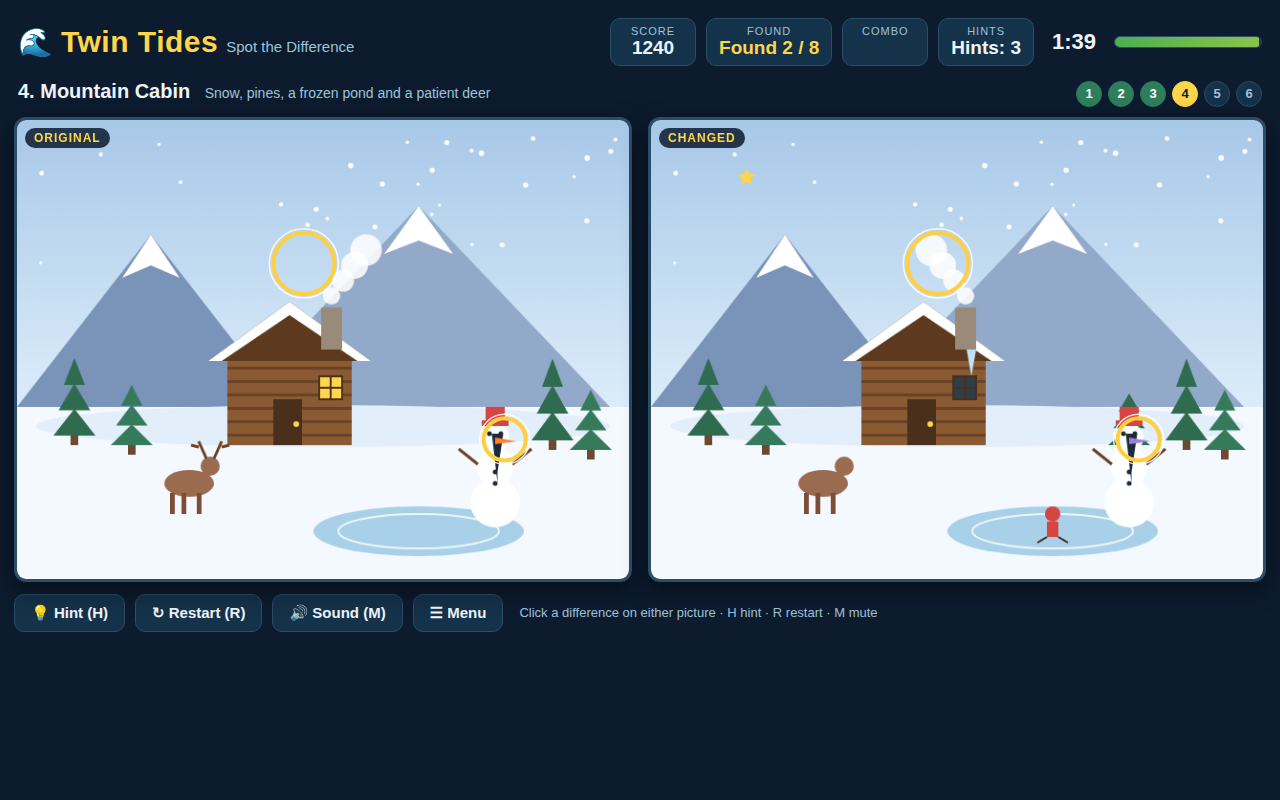 🌊 Twin Tides Spot the Difference
SCORE
1240
FOUND
Found 2 / 8
COMBO
HINTS
Hints: 3
1:39
4. Mountain Cabin Snow, pines, a frozen pond and a patient deer
1 2 3 4 5 6
ORIGINAL
CHANGED
💡 Hint (H)
↻ Restart (R)
🔊 Sound (M)
☰ Menu
Click a difference on either picture · H hint · R restart · M mute